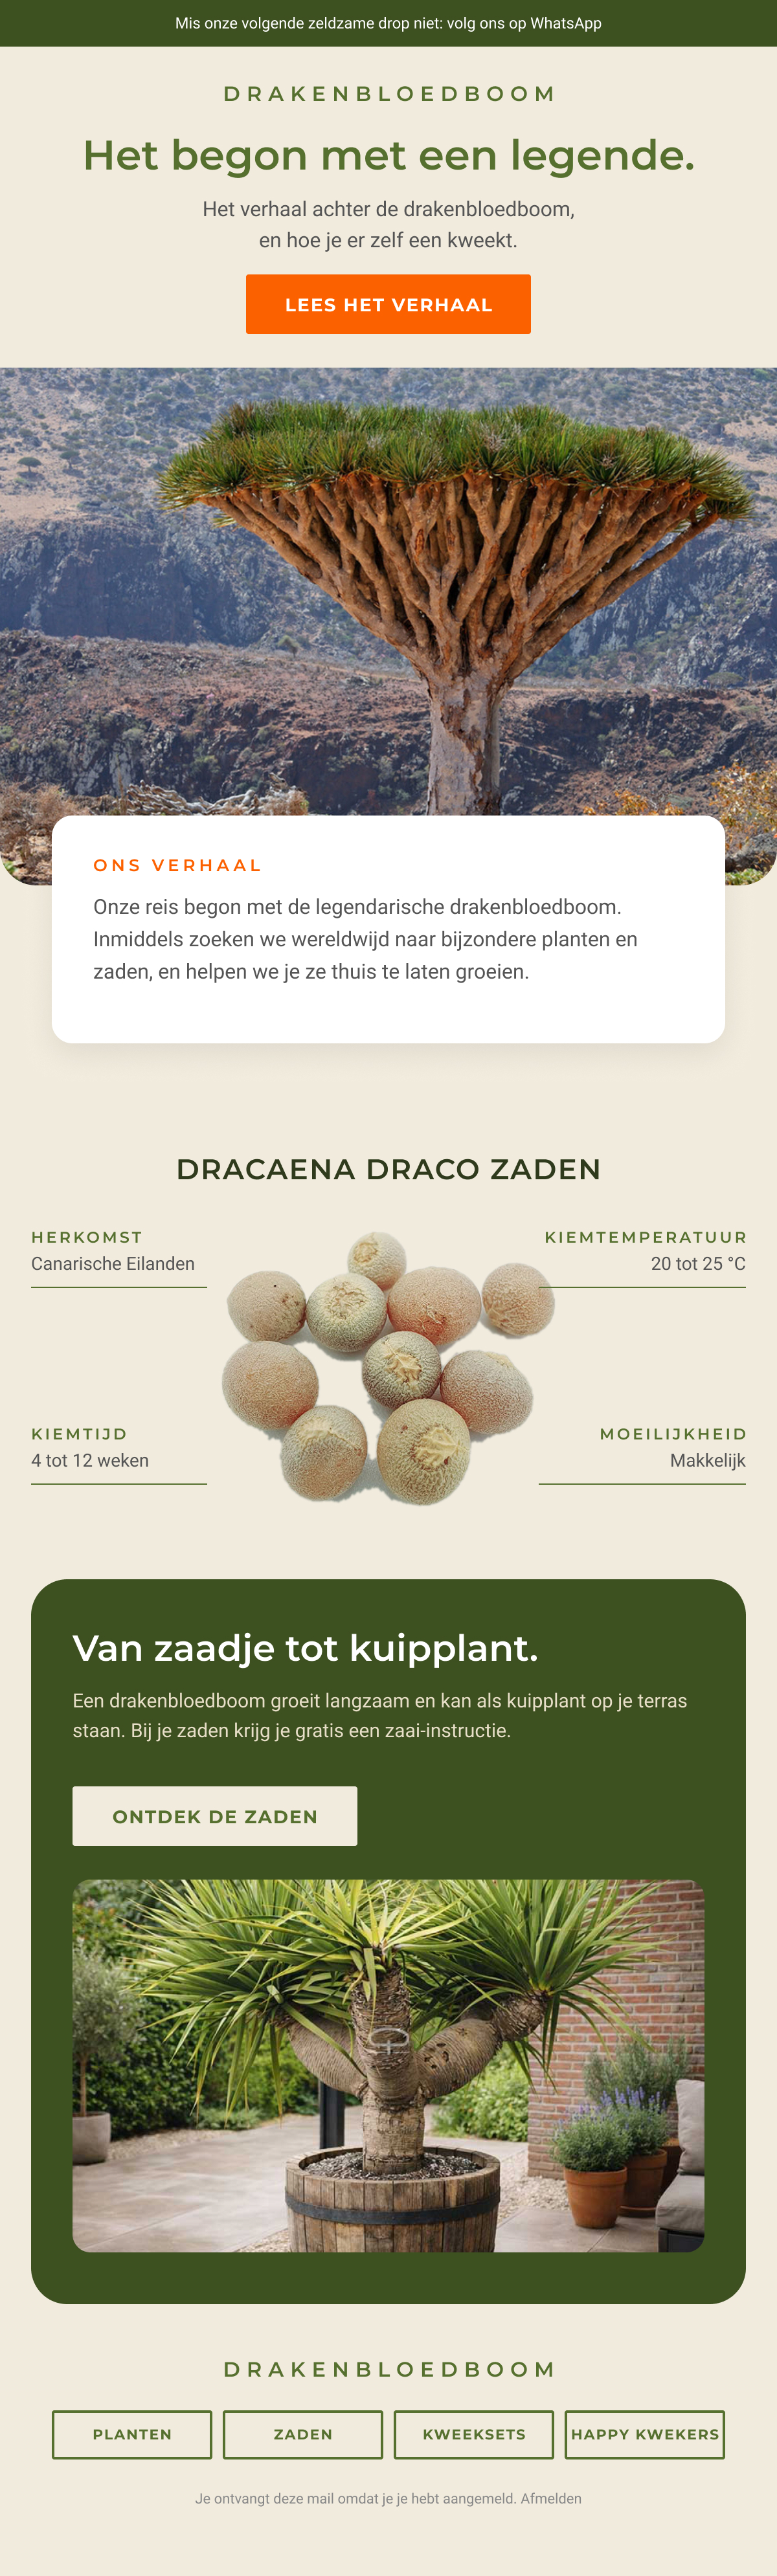 Mis onze volgende zeldzame drop niet: volg ons op WhatsApp
DRAKENBLOEDBOOM
Het begon met een legende.
Het verhaal achter de drakenbloedboom,
en hoe je er zelf een kweekt.
LEES HET VERHAAL
ONS VERHAAL
Onze reis begon met de legendarische drakenbloedboom.
Inmiddels zoeken we wereldwijd naar bijzondere planten en
zaden, en helpen we je ze thuis te laten groeien.
DRACAENA DRACO ZADEN
HERKOMST
Canarische Eilanden
KIEMTEMPERATUUR
20 tot 25 °C
KIEMTIJD
4 tot 12 weken
MOEILIJKHEID
Makkelijk
Van zaadje tot kuipplant.
Een drakenbloedboom groeit langzaam en kan als kuipplant op je terras
staan. Bij je zaden krijg je gratis een zaai-instructie.
ONTDEK DE ZADEN
DRAKENBLOEDBOOM
PLANTEN
ZADEN
KWEEKSETS
HAPPY KWEKERS
Je ontvangt deze mail omdat je je hebt aangemeld. Afmelden